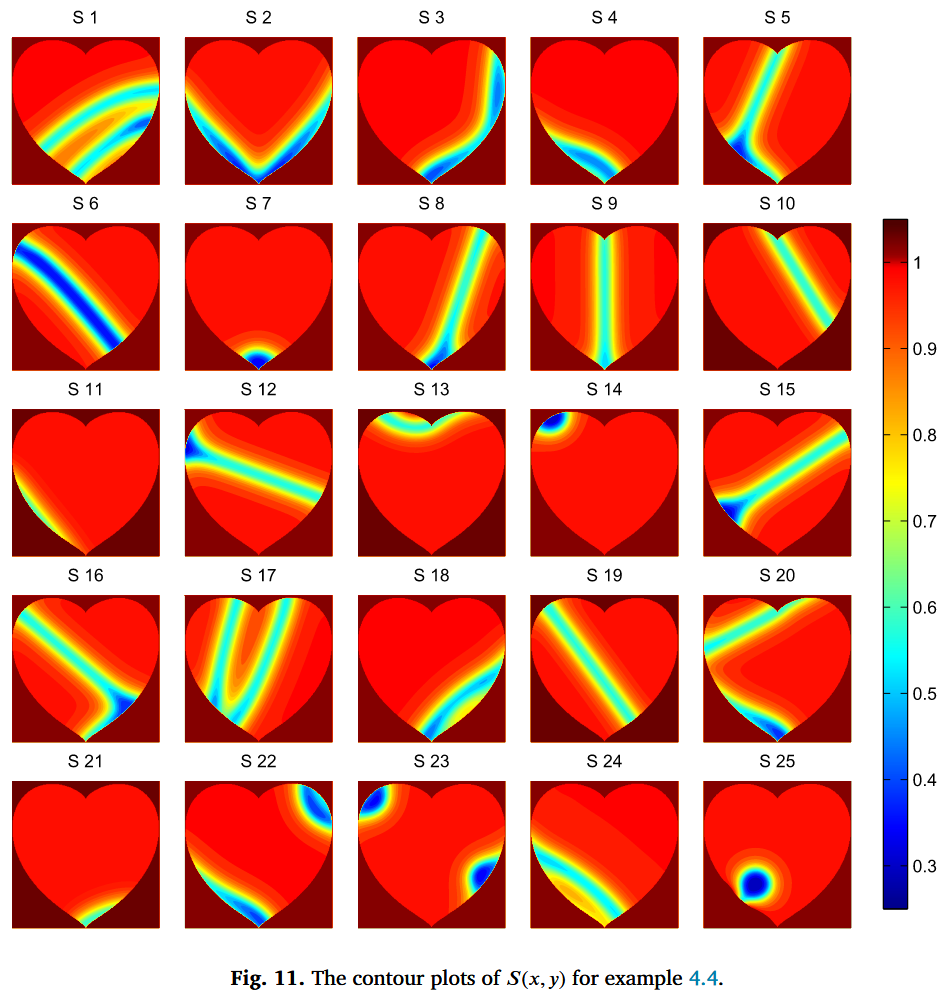 S 1 S 2 S 3 S 4 S 5
S 6 S 7 S 8 S 9 S 10
1
0.9
S 11 S 12 S 13 S 14 S 15
0.8
0.7
S 16 S 17 S 18 S 19 S 20
0.6
0.5
S 21 S 22 S 23 S 24 S 25
0.4
0.3
Fig. 11. The contour plots of S(x, y) for example 4.4.